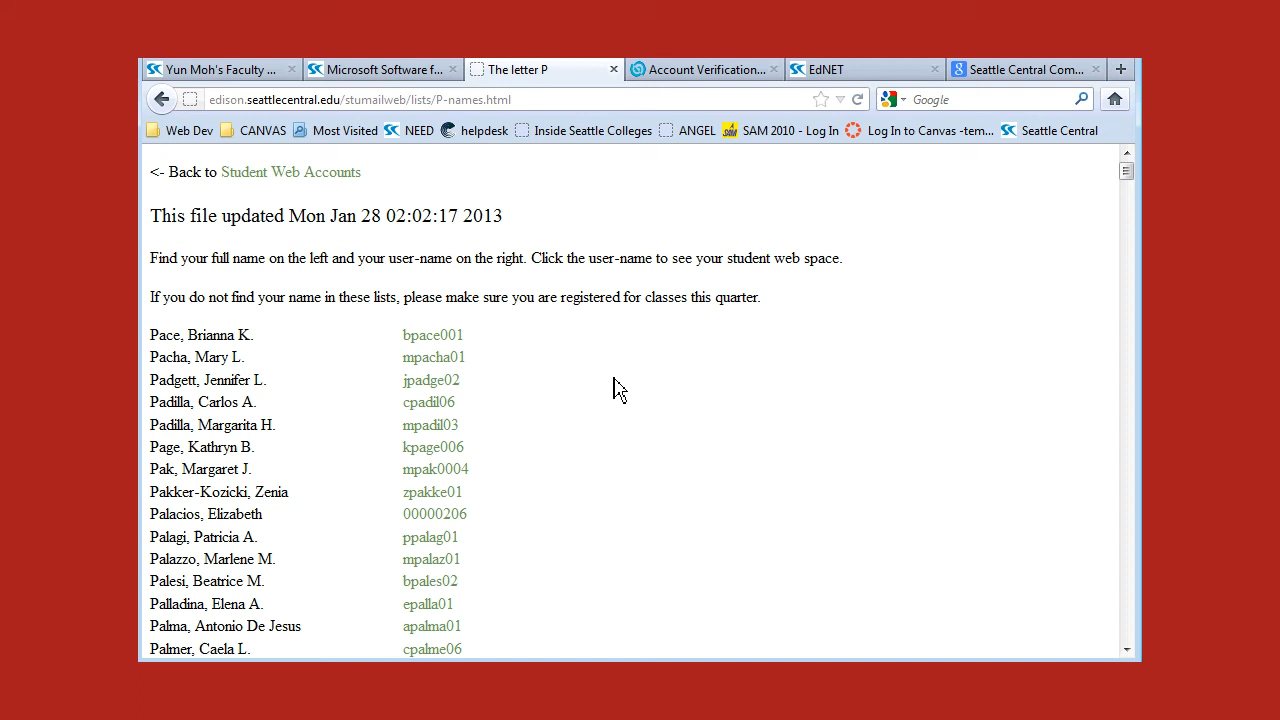 Yun Moh's Faculty ...
Microsoft Software f...
The letter P
Account Verification...
EdNET
Seattle Central Com...
edison.seattlecentral.edu/stumailweb/lists/P-names.html
Google
Web Dev
CANVAS
Most Visited
NEED
helpdesk
Inside Seattle Colleges
ANGEL
SAM 2010 - Log In
Log In to Canvas -tem...
Seattle Central
<- Back to Student Web Accounts
This file updated Mon Jan 28 02:02:17 2013
Find your full name on the left and your user-name on the right. Click the user-name to see your student web space.
If you do not find your name in these lists, please make sure you are registered for classes this quarter.
Pace, Brianna K. bpace001
Pacha, Mary L. mpacha01
Padgett, Jennifer L. jpadge02
Padilla, Carlos A. cpadil06
Padilla, Margarita H. mpadil03
Page, Kathryn B. kpage006
Pak, Margaret J. mpak0004
Pakker-Kozicki, Zenia zpakke01
Palacios, Elizabeth 00000206
Palagi, Patricia A. ppalag01
Palazzo, Marlene M. mpalaz01
Palesi, Beatrice M. bpales02
Palladina, Elena A. epalla01
Palma, Antonio De Jesus apalma01
Palmer, Caela L. cpalme06